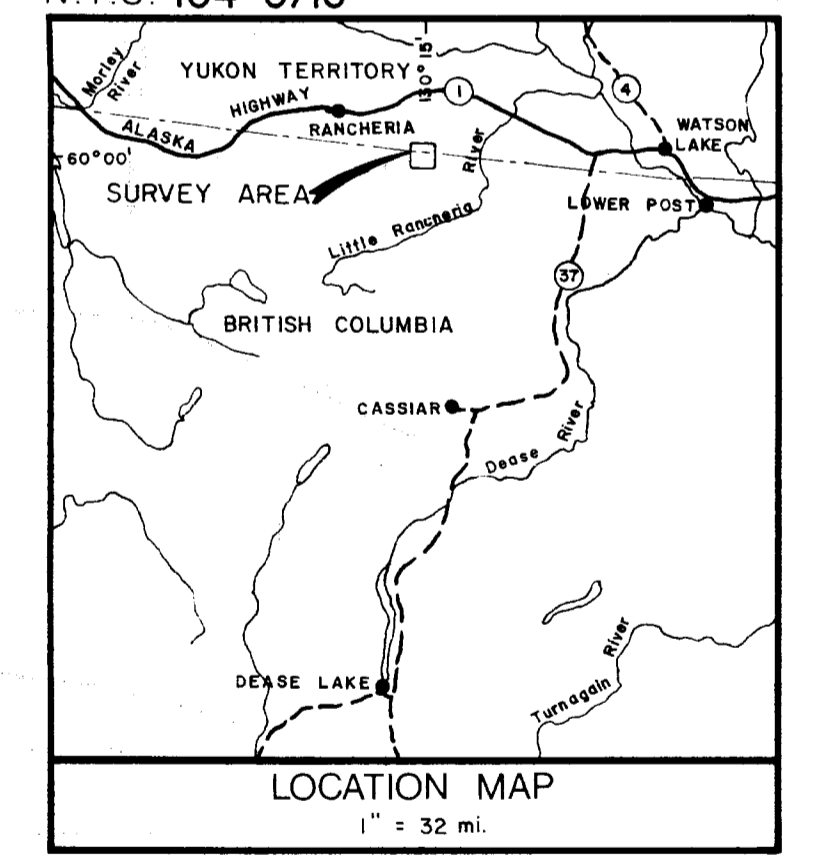 Morley
River
YUKON TERRITORY
130° 15'
1
4
HIGHWAY
ALASKA
RANCHERIA
WATSON
LAKE
60°00'
River
SURVEY AREA
LOWER POST
Little Rancheria
37
BRITISH COLUMBIA
CASSIAR
River
Dease
River
DEASE LAKE
Turnagain
LOCATION MAP
1" = 32 mi.